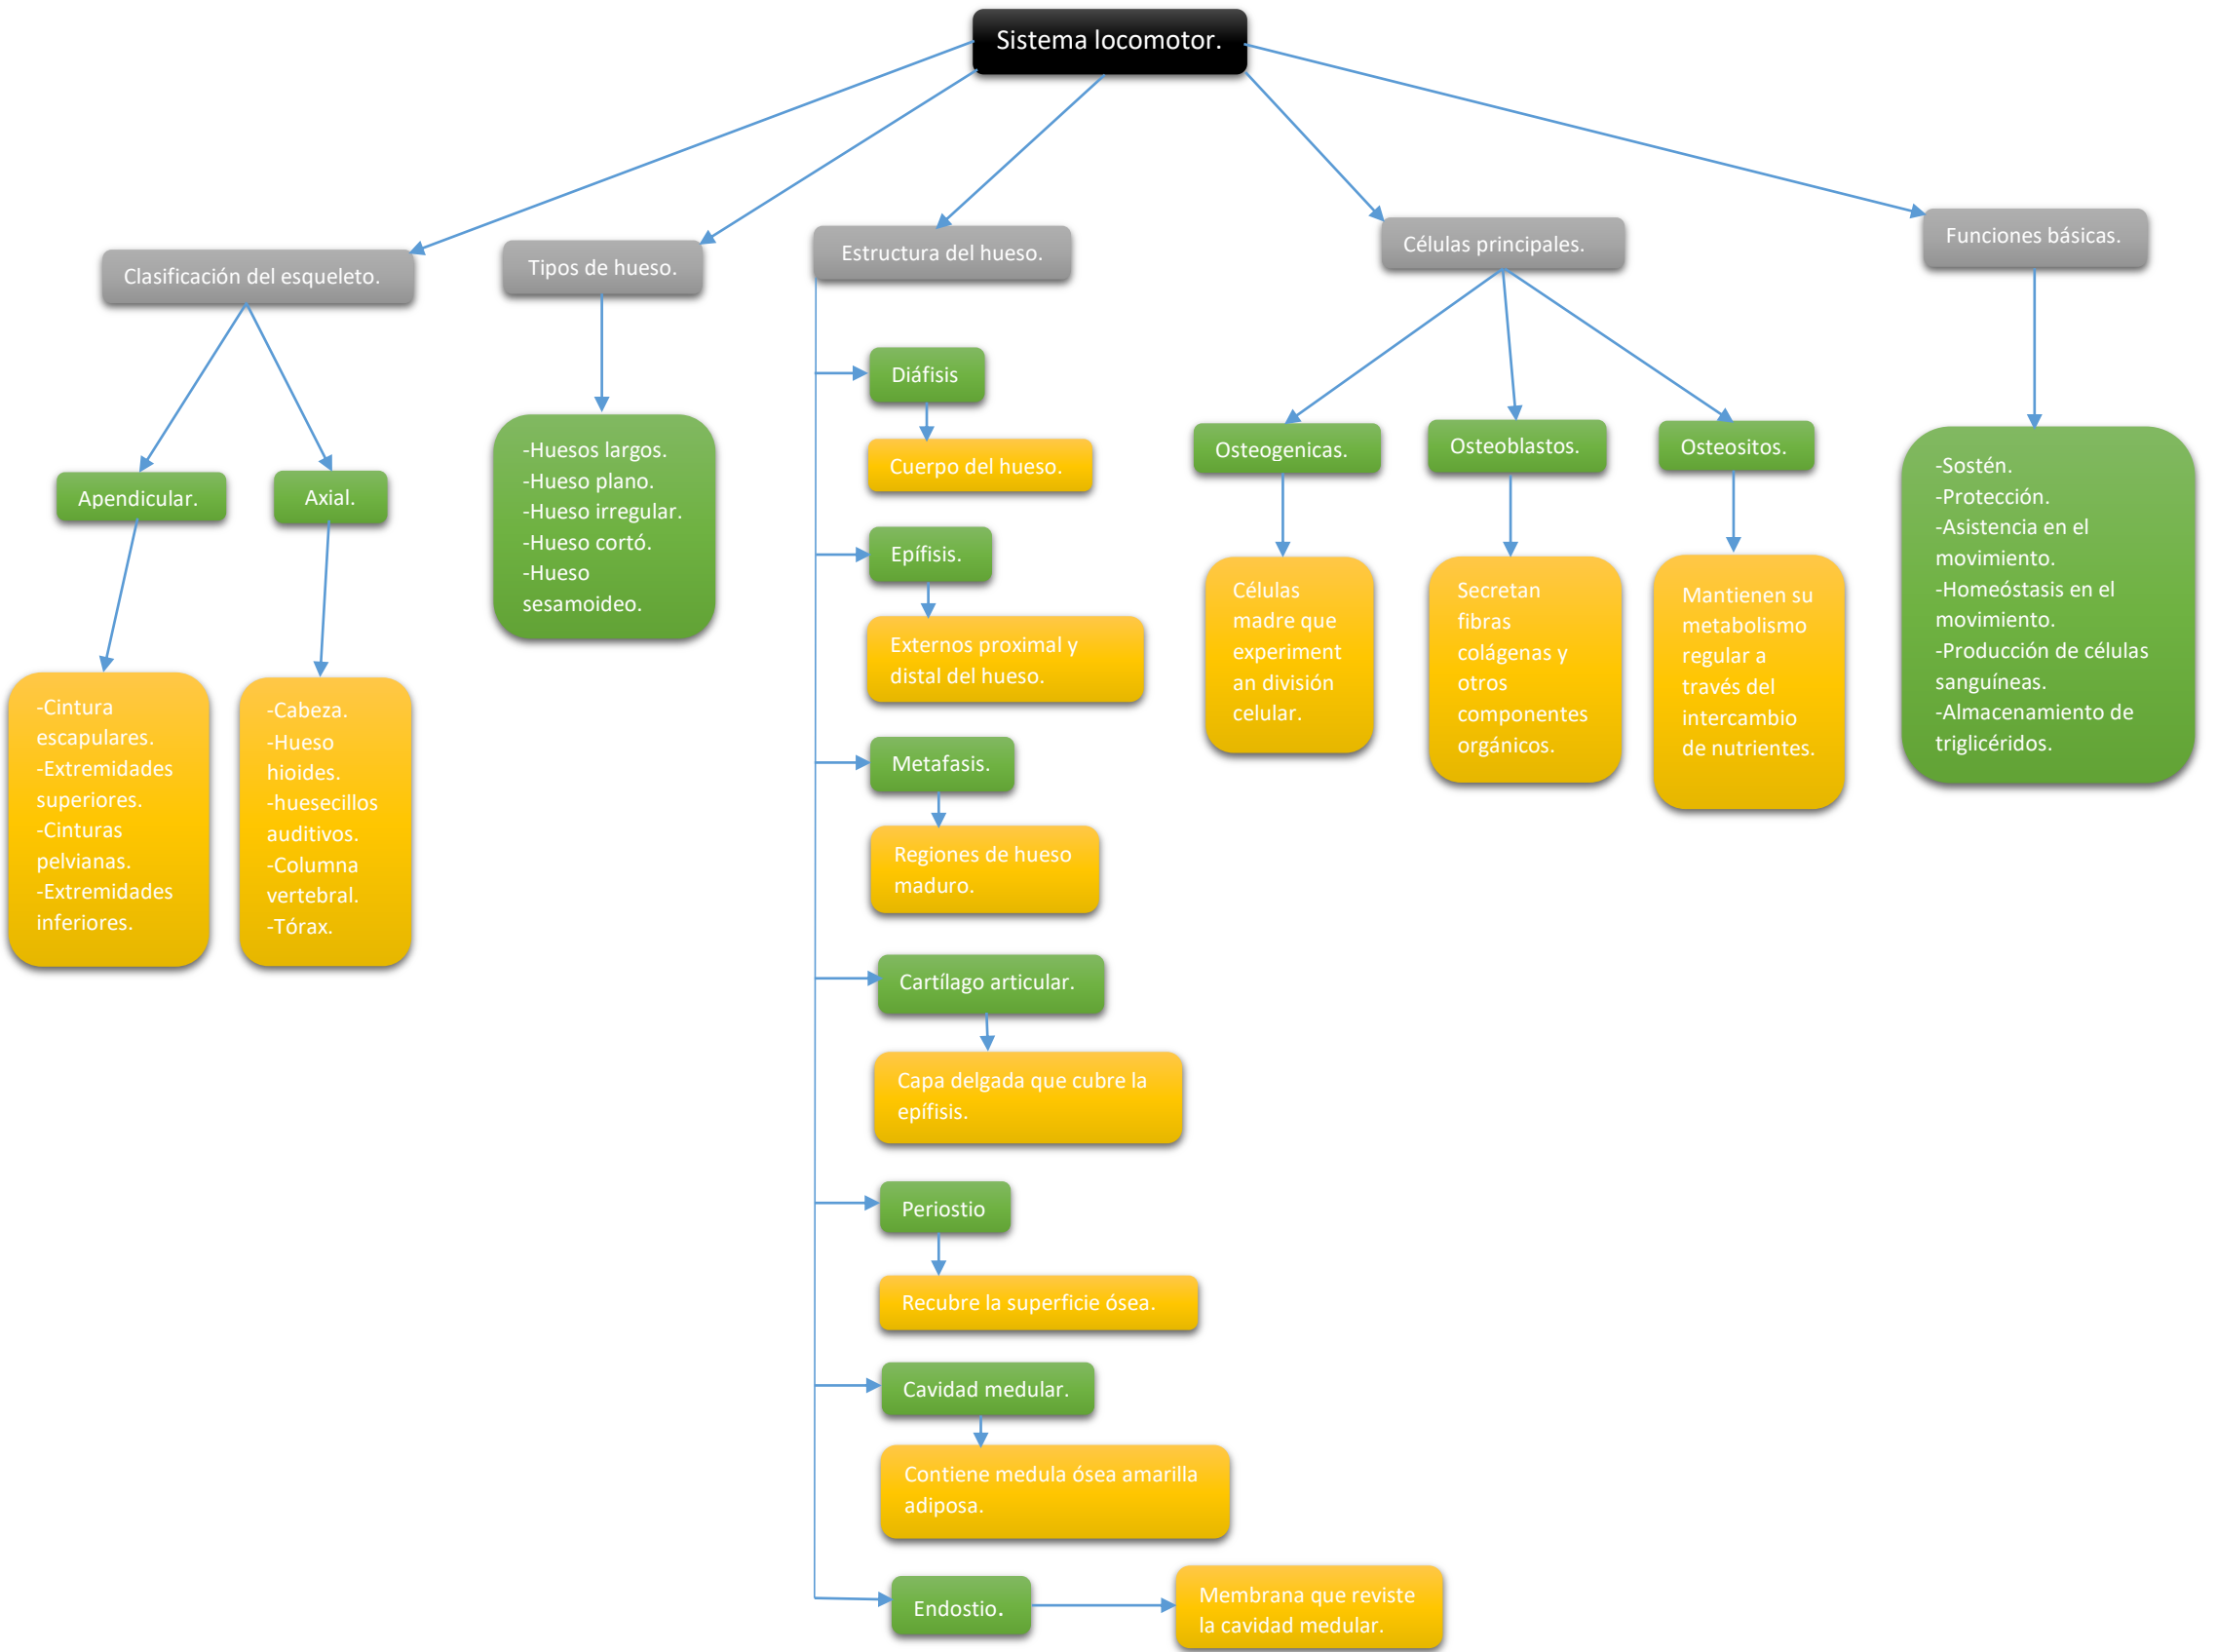 Sistema locomotor.
Clasificación del esqueleto.
Apendicular.
-Cintura
escapulares.
-Extremidades
superiores.
-Cinturas
pelvianas.
-Extremidades
inferiores.
Axial.
-Cabeza.
-Hueso
hioides.
-huesecillos
auditivos.
-Columna
vertebral.
-Tórax.
Tipos de hueso.
-Huesos largos.
-Hueso plano.
-Hueso irregular.
-Hueso cortó.
-Hueso
sesamoideo.
Estructura del hueso.
Diáfisis
Cuerpo del hueso.
Epífisis.
Externos proximal y
distal del hueso.
Metafasis.
Regiones de hueso
maduro.
Cartílago articular.
Capa delgada que cubre la
epífisis.
Periostio
Recubre la superficie ósea.
Cavidad medular.
Contiene medula ósea amarilla
adiposa.
Endostio.
Membrana que reviste
la cavidad medular.
Células principales.
Osteogenicas.
Células
madre que
experiment
an división
celular.
Osteoblastos.
Secretan
fibras
colágenas y
otros
componentes
orgánicos.
Osteositos.
Mantienen su
metabolismo
regular a
través del
intercambio
de nutrientes.
Funciones básicas.
-Sostén.
-Protección.
-Asistencia en el
movimiento.
-Homeóstasis en el
movimiento.
-Producción de células
sanguíneas.
-Almacenamiento de
triglicéridos.